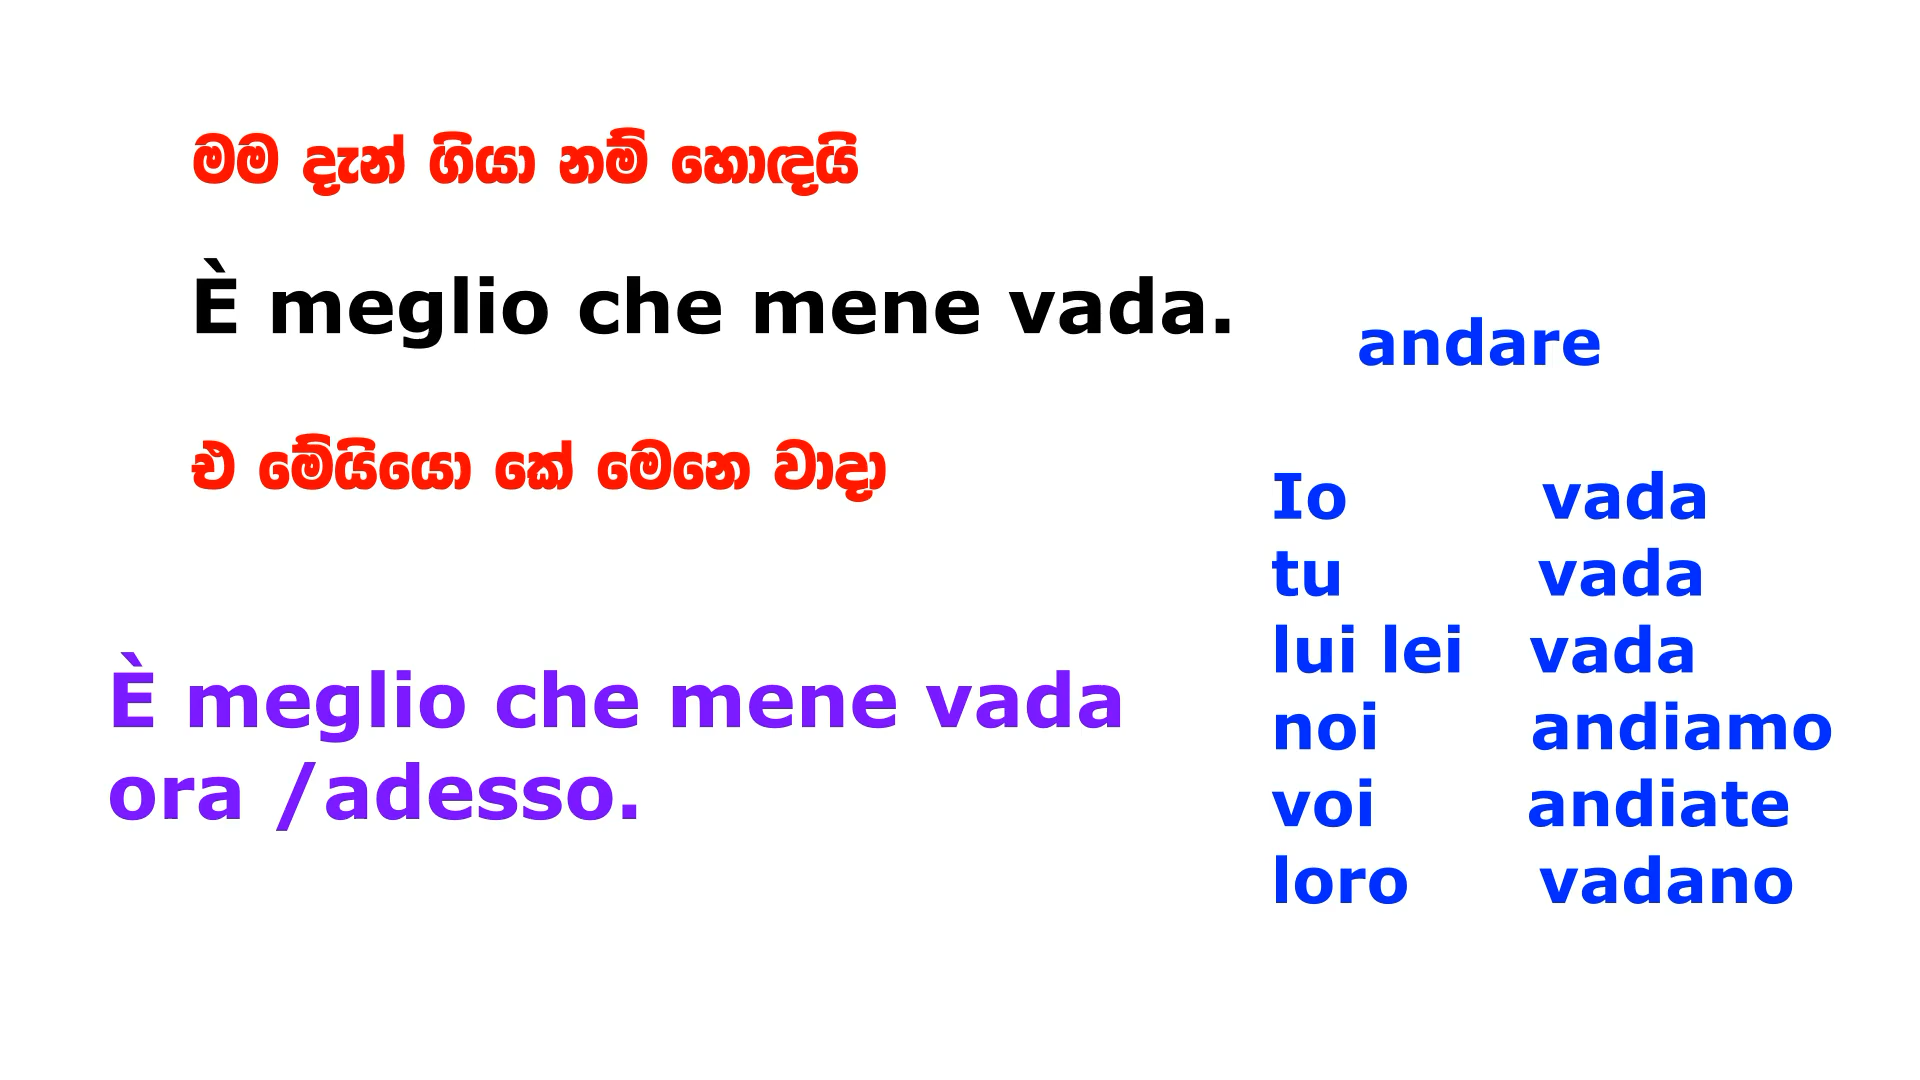 මම දැන් ගියා නම් හොඳයි
È meglio che mene vada.
එ මේයියො කේ මෙනෙ වාදා
È meglio che mene vada
ora /adesso.
andare
Io vada
tu vada
lui lei vada
noi andiamo
voi andiate
loro vadano